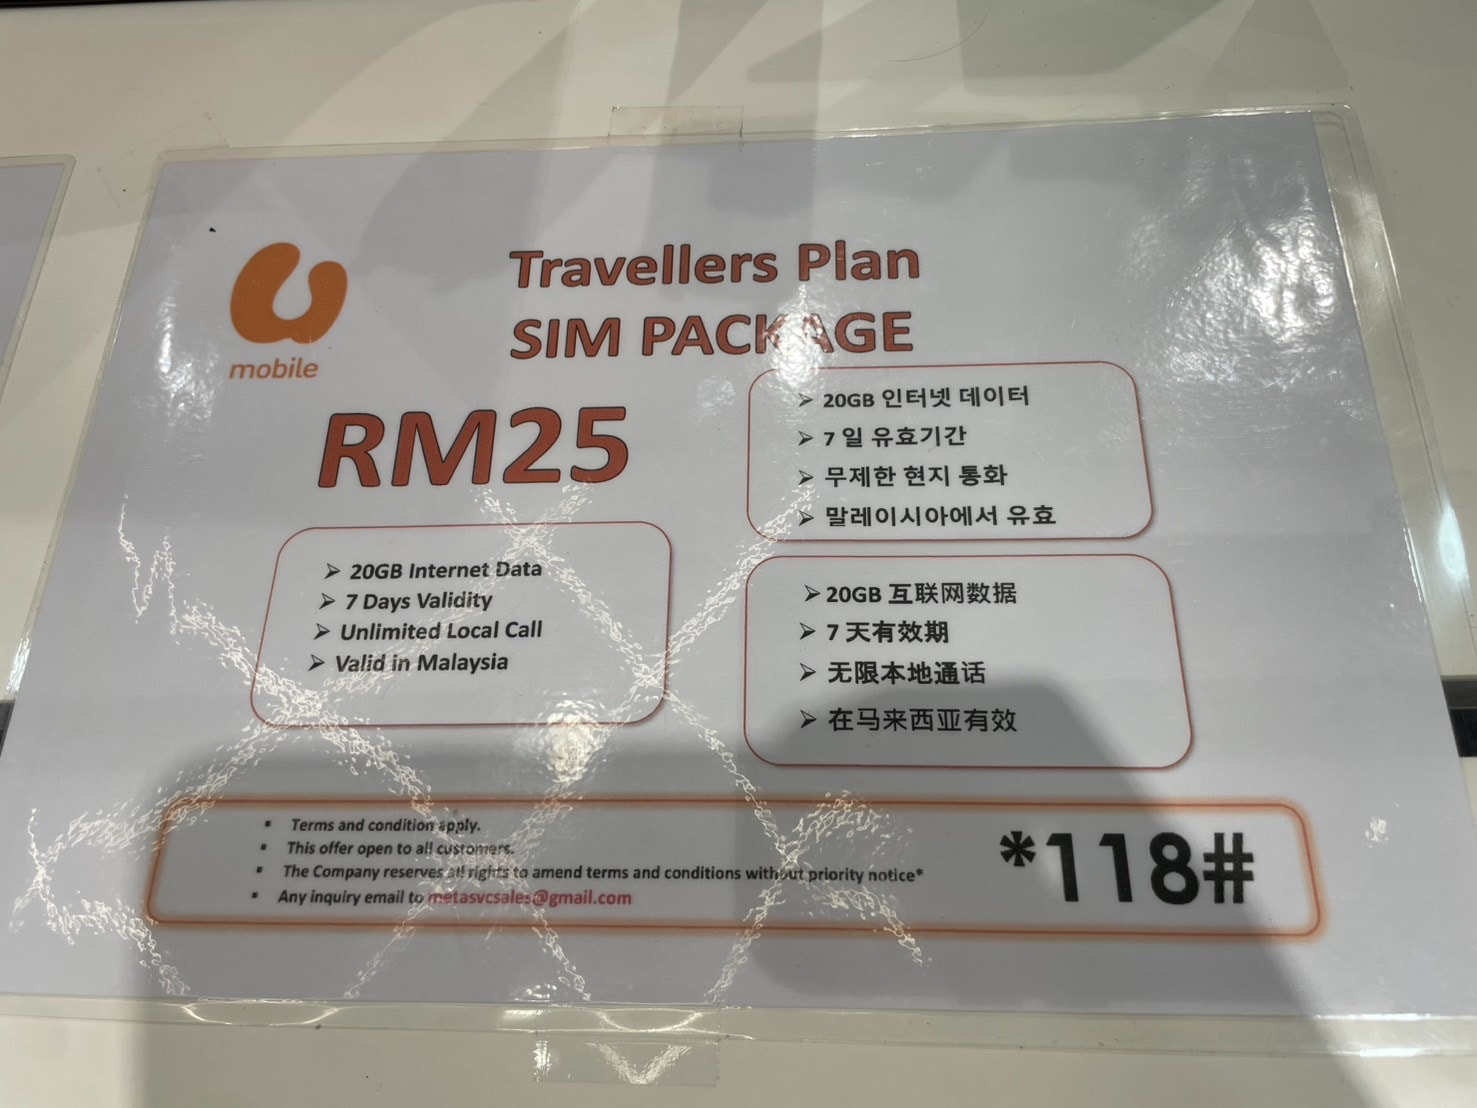 mobile
Travellers Plan
SIM PACKAGE
RM25
20GB Internet Data
7 Days Validity
Unlimited Local Call
Valid in Malaysia
20GB 인터넷 데이터
7 일 유효기간
무제한 현지 통화
말레이시아에서 유효
20GB 互联网数据
7 天有效期
无限本地通话
在马来西亚有效
Terms and condition apply.
This offer open to all customers.
The Company reserves all rights to amend terms and conditions without priority notice*
Any inquiry email to metasvcsales@gmail.com
*118#